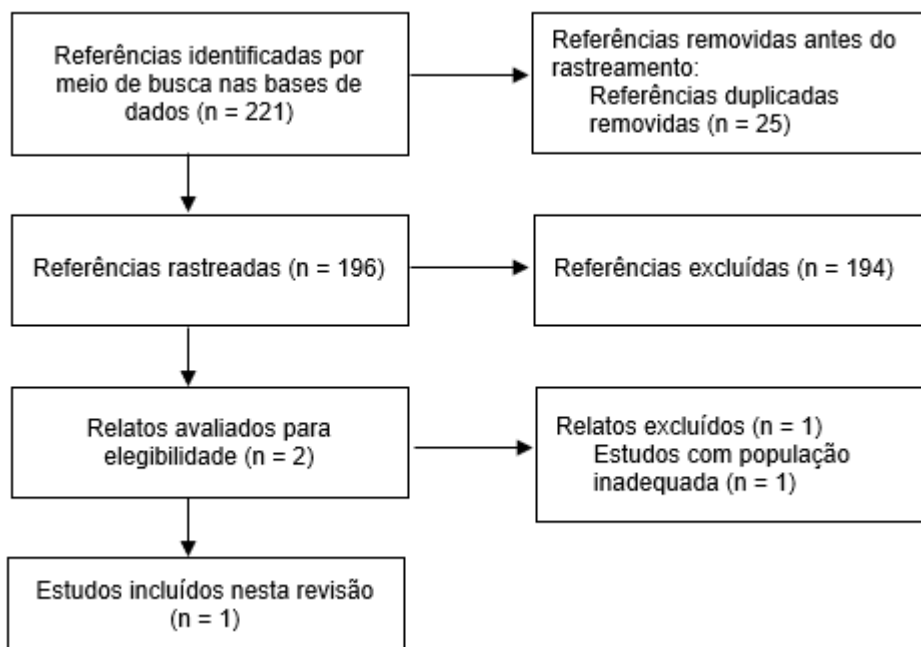 Referências identificadas por
meio de busca nas bases de
dados (n = 221)
Referências removidas antes do
rastreamento:
Referências duplicadas
removidas (n = 25)
Referências rastreadas (n = 196)
Referências excluídas (n = 194)
Relatos avaliados para
elegibilidade (n = 2)
Relatos excluídos (n = 1)
Estudos com população
inadequada (n = 1)
Estudos incluídos nesta revisão
(n = 1)